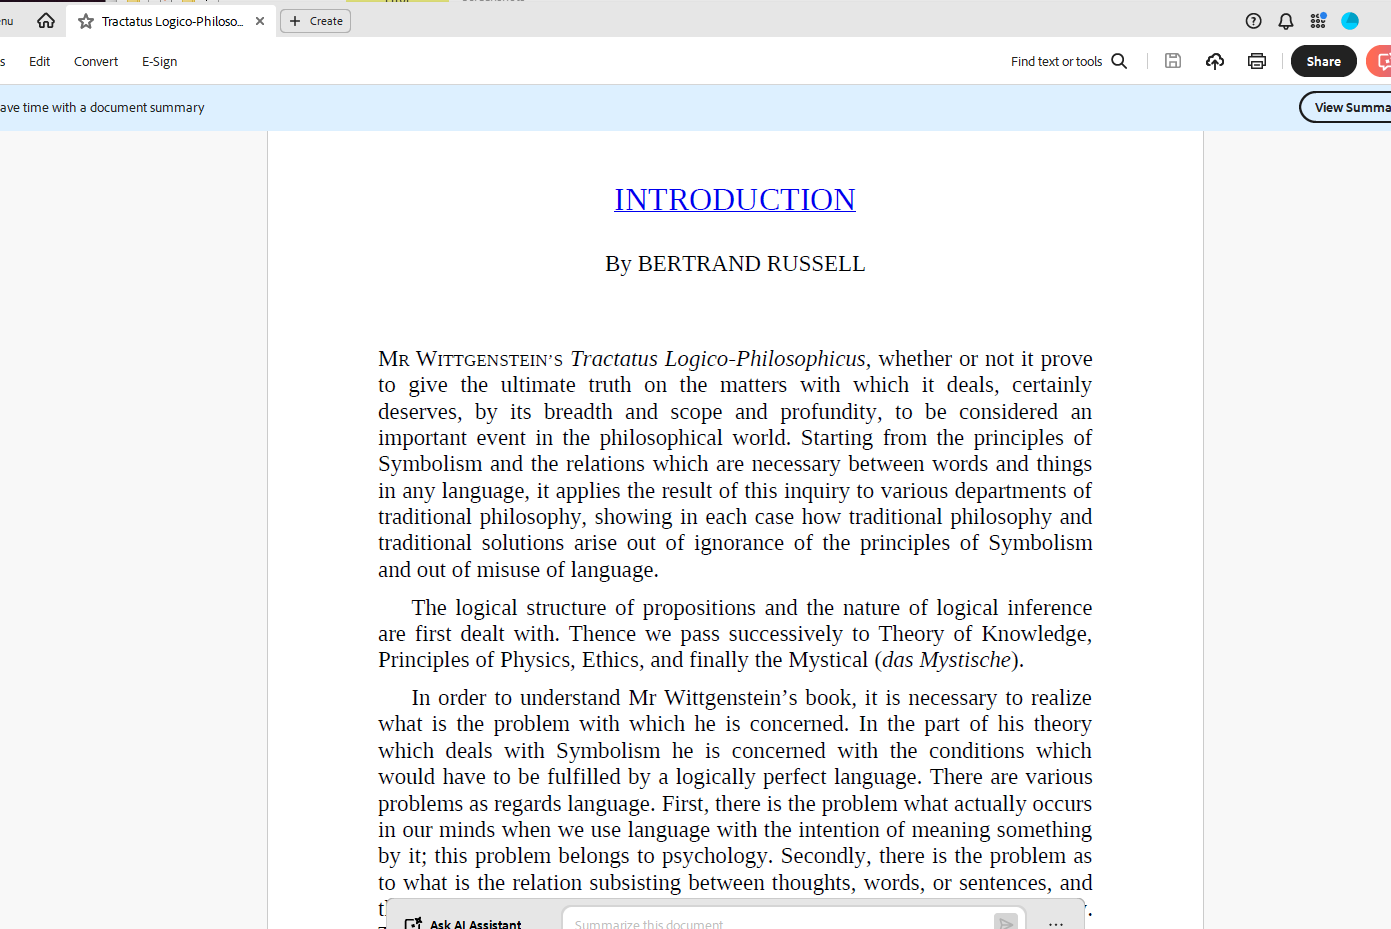 Tractatus Logico-Philoso... Create
Edit Convert E-Sign Find text or tools Share
ave time with a document summary View Summa
INTRODUCTION
By BERTRAND RUSSELL
MR WITTGENSTEIN’S Tractatus Logico-Philosophicus, whether or not it prove
to give the ultimate truth on the matters with which it deals, certainly
deserves, by its breadth and scope and profundity, to be considered an
important event in the philosophical world. Starting from the principles of
Symbolism and the relations which are necessary between words and things
in any language, it applies the result of this inquiry to various departments of
traditional philosophy, showing in each case how traditional philosophy and
traditional solutions arise out of ignorance of the principles of Symbolism
and out of misuse of language.
The logical structure of propositions and the nature of logical inference
are first dealt with. Thence we pass successively to Theory of Knowledge,
Principles of Physics, Ethics, and finally the Mystical (das Mystische).
In order to understand Mr Wittgenstein’s book, it is necessary to realize
what is the problem with which he is concerned. In the part of his theory
which deals with Symbolism he is concerned with the conditions which
would have to be fulfilled by a logically perfect language. There are various
problems as regards language. First, there is the problem what actually occurs
in our minds when we use language with the intention of meaning something
by it; this problem belongs to psychology. Secondly, there is the problem as
to what is the relation subsisting between thoughts, words, or sentences, and
Ask AI Assistant Summarize this document